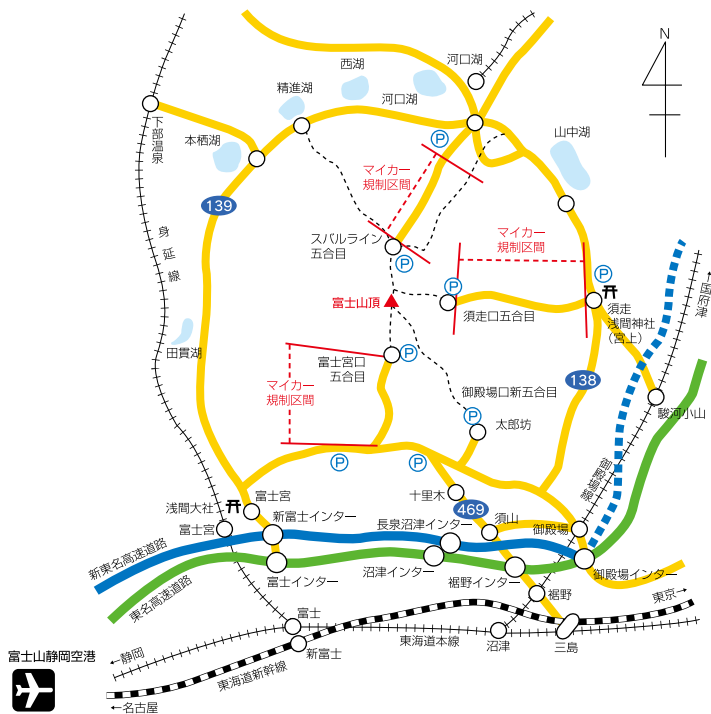 N
河口湖
西湖
精進湖
河口湖
下部温泉
本栖湖
P
山中湖
マイカー
規制区間
139
身延線
スバルライン
五合目
P
マイカー
規制区間
P
P
↑国府津
富士山頂
須走口五合目
須走
浅間神社
(宮上)
田貫湖
富士宮口
五合目
P
138
マイカー
規制区間
御殿場口新五合目
P
太郎坊
駿河小山
P
P
御殿場線
十里木
浅間大社
富士宮
469
須山
富士宮
新富士インター
長泉沼津インター
御殿場
新東名高速道路
東名高速道路
富士インター
沼津インター
裾野インター
御殿場インター
裾野
東京→
富士
←静岡
新富士
東海道本線
沼津
三島
富士山静岡空港
東海道新幹線
←名古屋